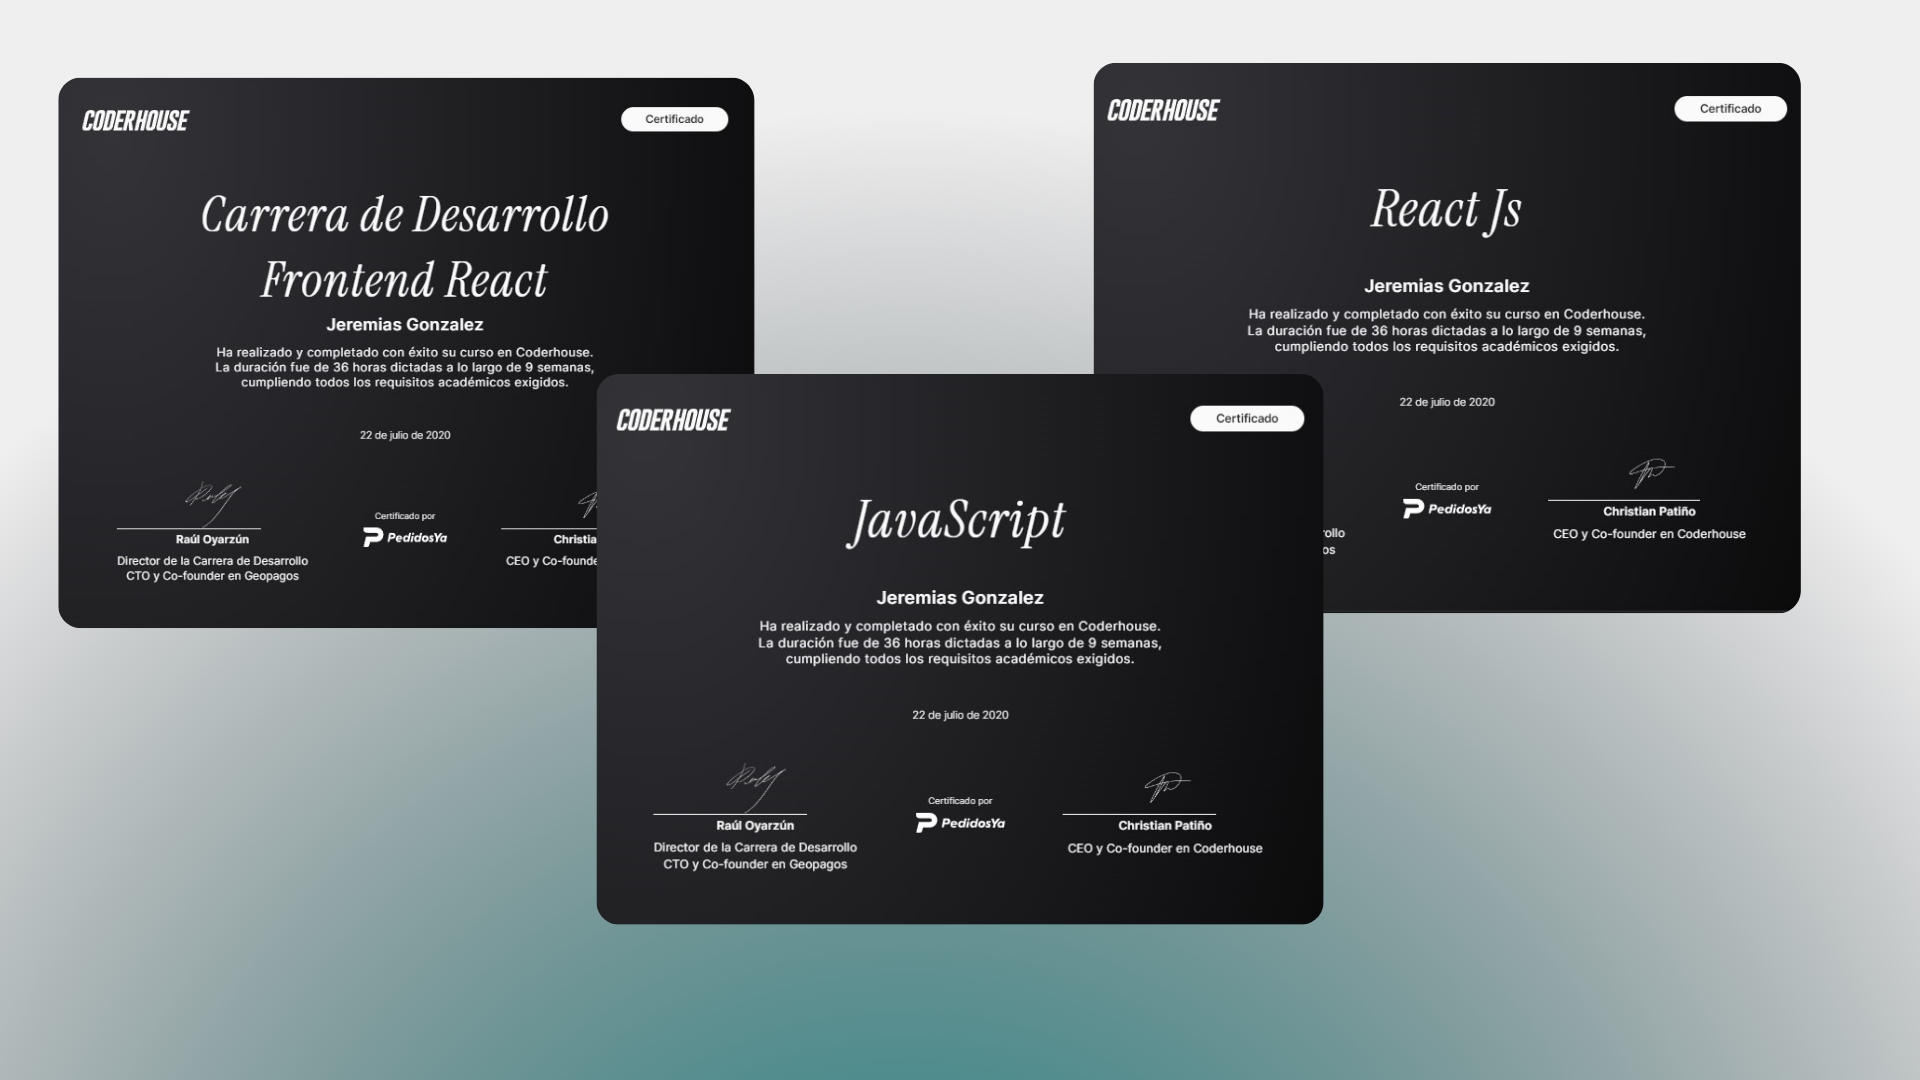 CODERHOUSE
Certificado
Carrera de Desarrollo
Frontend React
Jeremias Gonzalez
Ha realizado y completado con éxito su curso en Coderhouse.
La duración fue de 36 horas dictadas a lo largo de 9 semanas,
cumpliendo todos los requisitos académicos exigidos.
22 de julio de 2020
Raúl Oyarzún
Director de la Carrera de Desarrollo
CTO y Co-founder en Geopagos
Certificado por
PedidosYa
Christia
CEO y Co-founde
CODERHOUSE
Certificado
React Js
Jeremias Gonzalez
Ha realizado y completado con éxito su curso en Coderhouse.
La duración fue de 36 horas dictadas a lo largo de 9 semanas,
cumpliendo todos los requisitos académicos exigidos.
22 de julio de 2020
rollo
os
Certificado por
PedidosYa
Christian Patiño
CEO y Co-founder en Coderhouse
CODERHOUSE
Certificado
JavaScript
Jeremias Gonzalez
Ha realizado y completado con éxito su curso en Coderhouse.
La duración fue de 36 horas dictadas a lo largo de 9 semanas,
cumpliendo todos los requisitos académicos exigidos.
22 de julio de 2020
Raúl Oyarzún
Director de la Carrera de Desarrollo
CTO y Co-founder en Geopagos
Certificado por
PedidosYa
Christian Patiño
CEO y Co-founder en Coderhouse